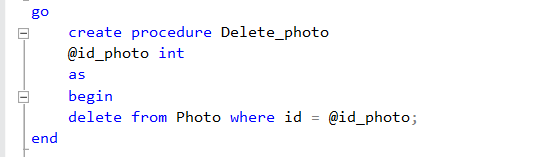 go
create procedure Delete_photo
@id_photo int
as
begin
delete from Photo where id = @id_photo;
end